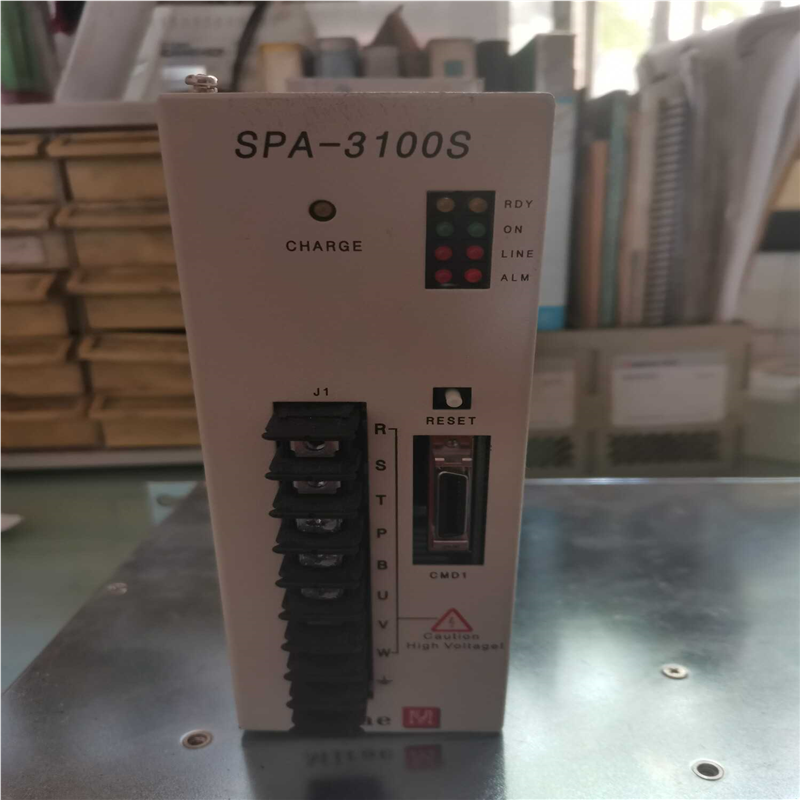 SPA-3100S
RDY
ON
CHARGE
LINE
ALM
J1
RESET
R
S
T
P
B
U
V
W
CMD1
Caution
High Voltage!